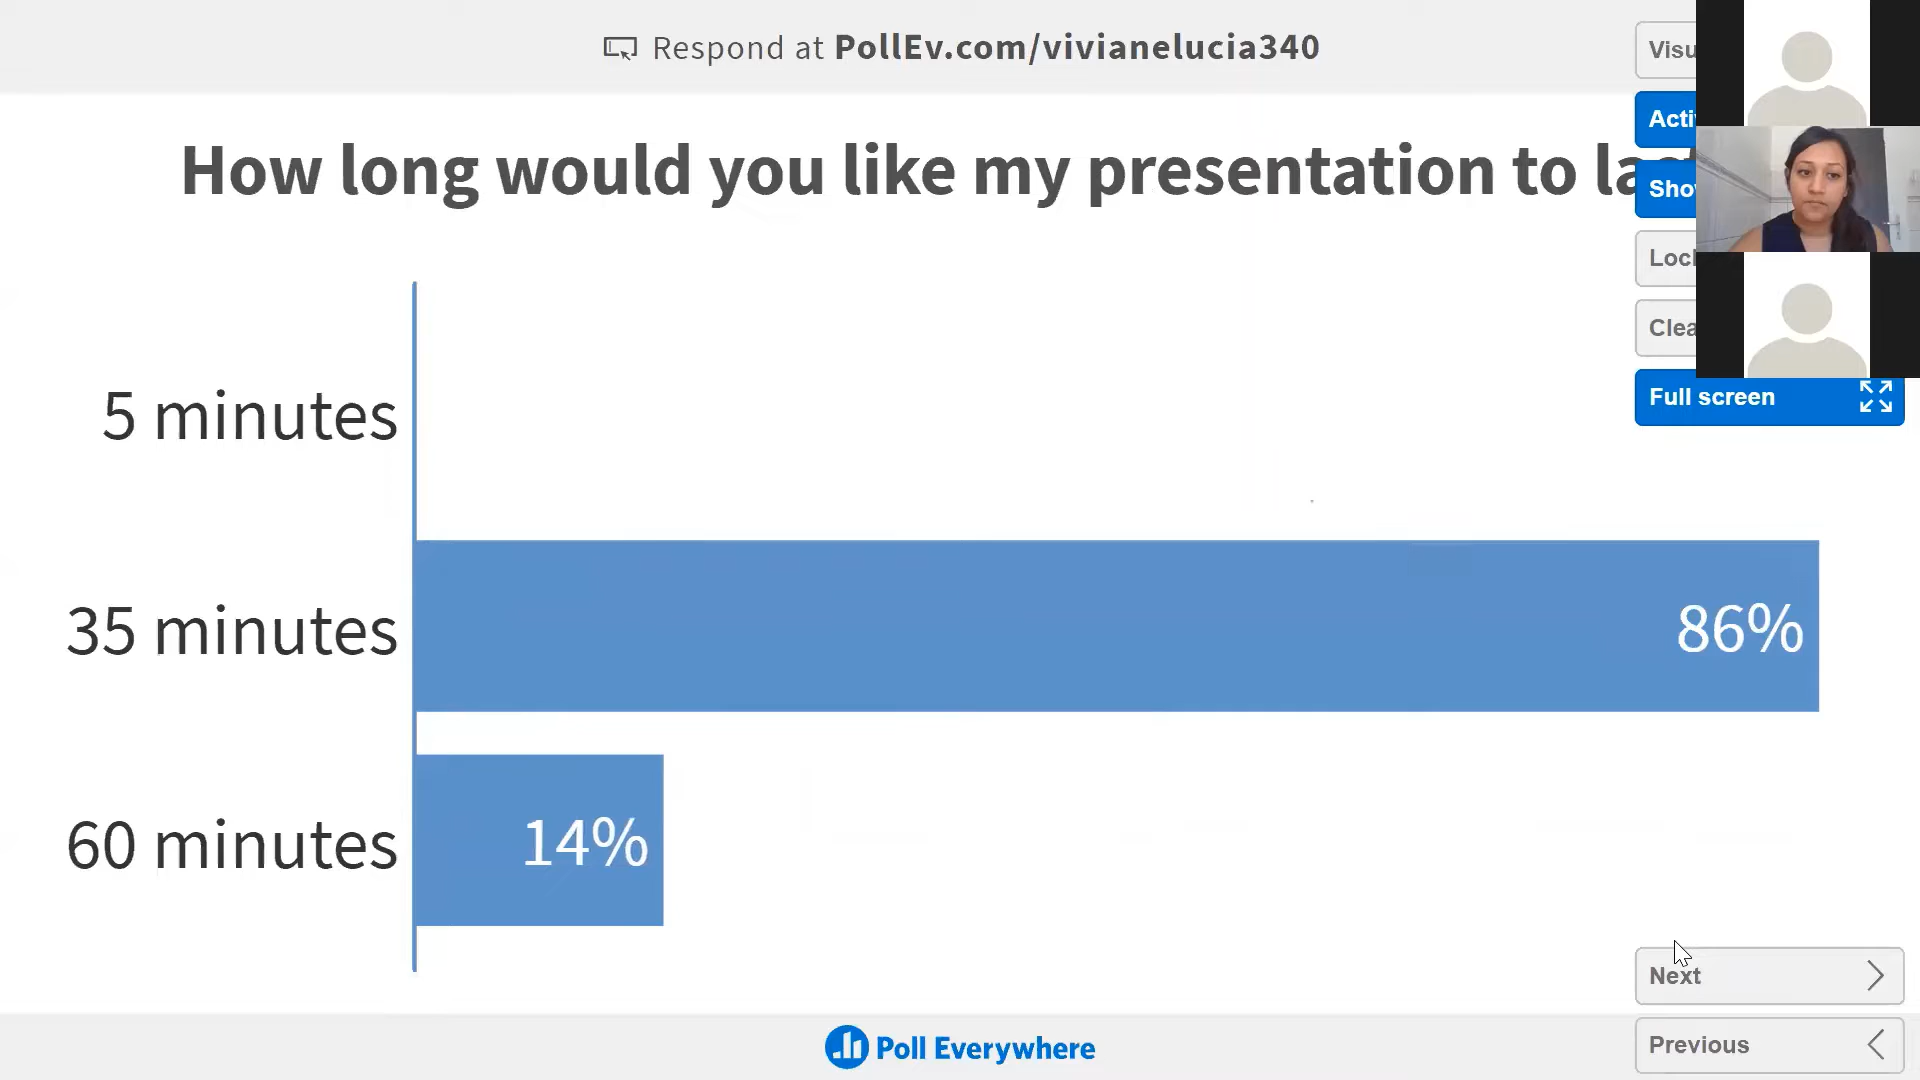 Respond at PollEv.com/vivianelucia340
How long would you like my presentation to
5 minutes
35 minutes
86%
60 minutes
14%
Visu
Acti
Sho
Loc
Clea
Full screen
Next
Previous
Poll Everywhere